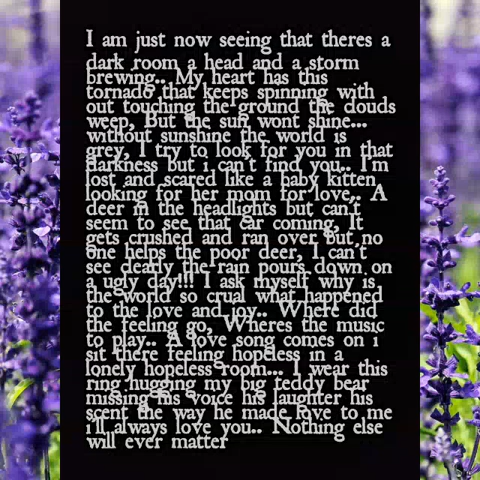 I am just now seeing that theres a
dark room a head and a storm
brewing.. My heart has this
tornado that keeps spinning with
out touching the ground the clouds
weep, But the sun wont shine...
without sunshine the world is
grey, I try to look for you in that
darkness but i can't find you.. I'm
lost and scared like a baby kitten
looking for her mom for love.. A
deer in the headlights but can't
seem to see that car coming, It
gets crushed and ran over but no
one helps the poor deer, I can't
see clearly the rain pours down on
a ugly day!!! I ask myself why is
the world so crual what happened
to the love and joy.. Where did
the feeling go, Wheres the music
to play.. A love song comes on i
sit there feeling hopeless in a
lonely hopeless room... I wear this
ring hugging my big teddy bear
missing his voice his laughter his
scent the way he made love to me
i'll always love you.. Nothing else
will ever matter